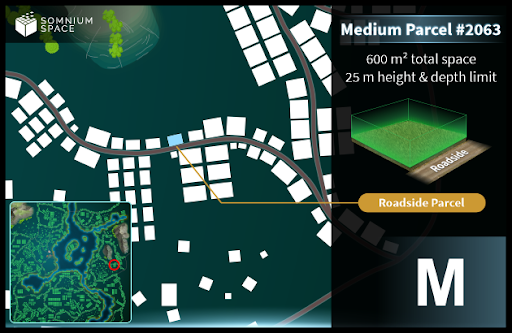 SOMNIUM
SPACE
Medium Parcel #2063
600 m² total space
25 m height & depth limit
Roadside
Roadside Parcel
M